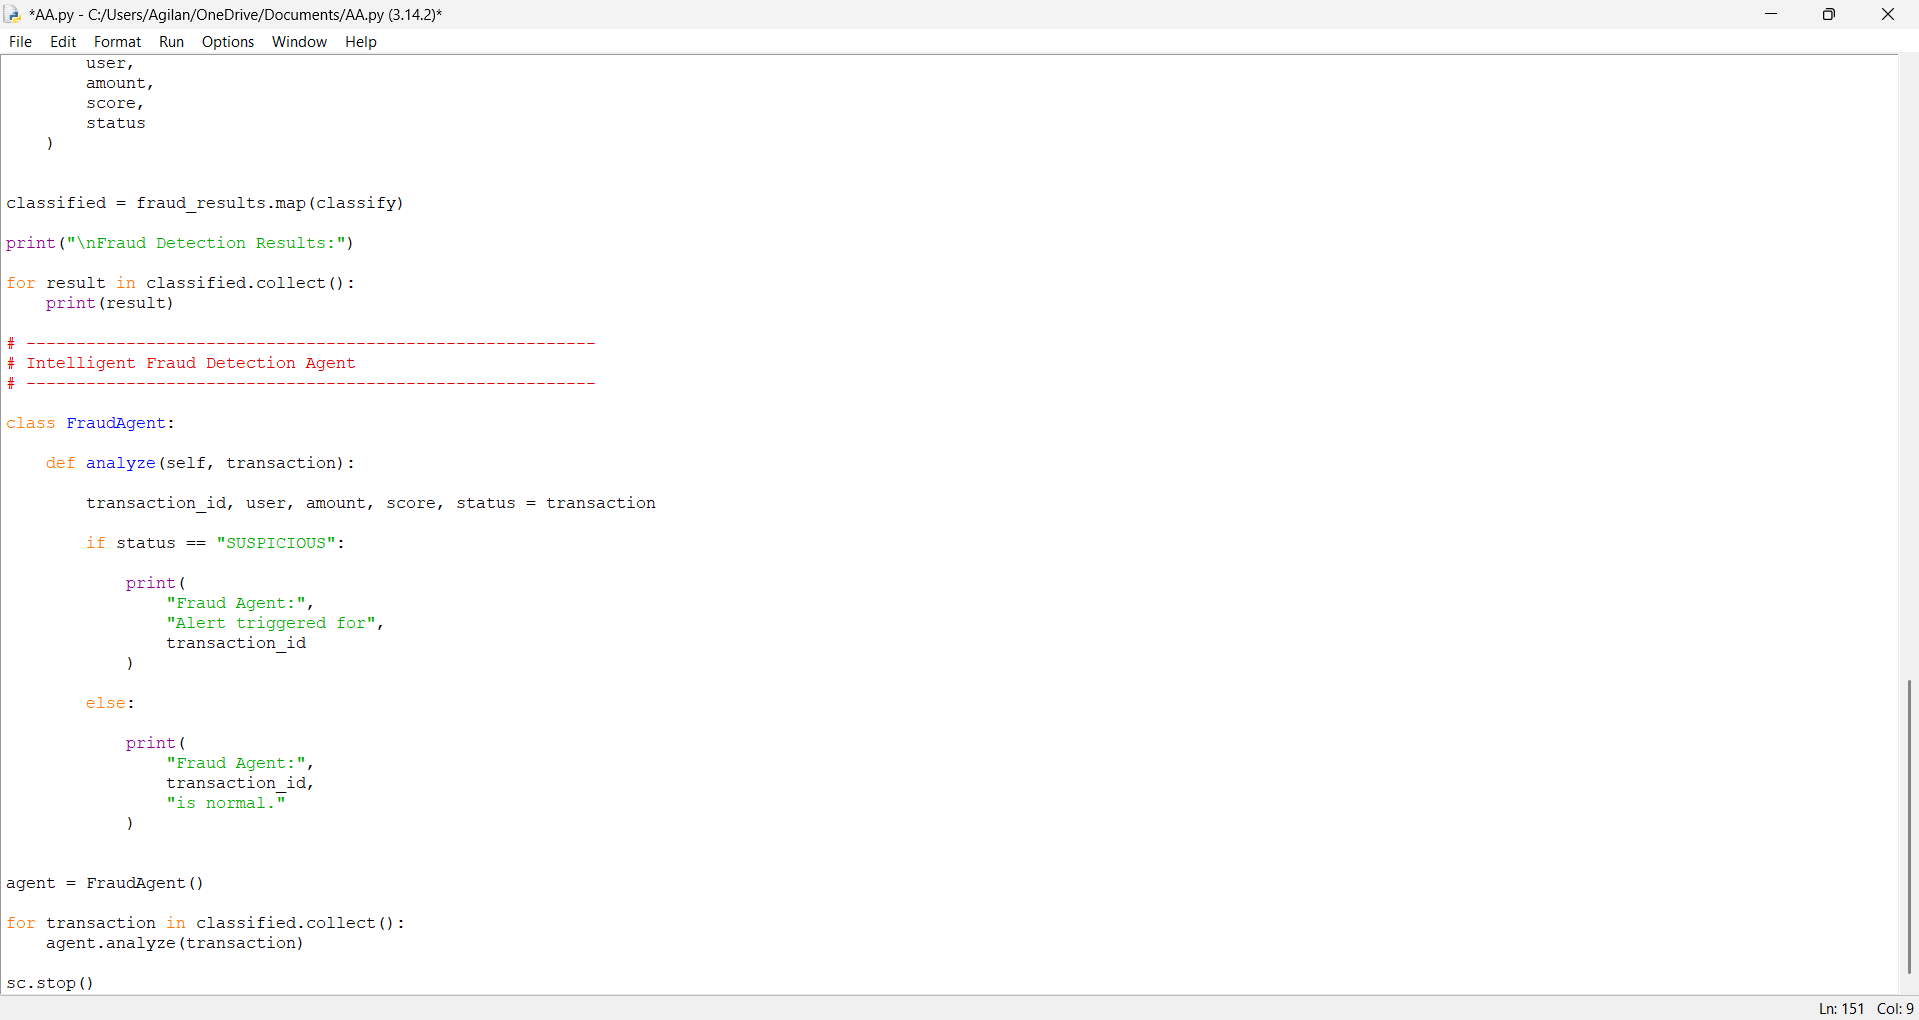 *AA.py - C:/Users/Agilan/OneDrive/Documents/AA.py (3.14.2)*
File Edit Format Run Options Window Help
        user,
        amount,
        score,
        status
    )
classified = fraud_results.map(classify)
print("\nFraud Detection Results:")
for result in classified.collect():
    print(result)
# ---------------------------------------------------------
# Intelligent Fraud Detection Agent
# ---------------------------------------------------------
class FraudAgent:
    def analyze(self, transaction):
        transaction_id, user, amount, score, status = transaction
        if status == "SUSPICIOUS":
            print(
                "Fraud Agent:",
                "Alert triggered for",
                transaction_id
            )
        else:
            print(
                "Fraud Agent:",
                transaction_id,
                "is normal."
            )
agent = FraudAgent()
for transaction in classified.collect():
    agent.analyze(transaction)
sc.stop()
Ln: 151 Col: 9